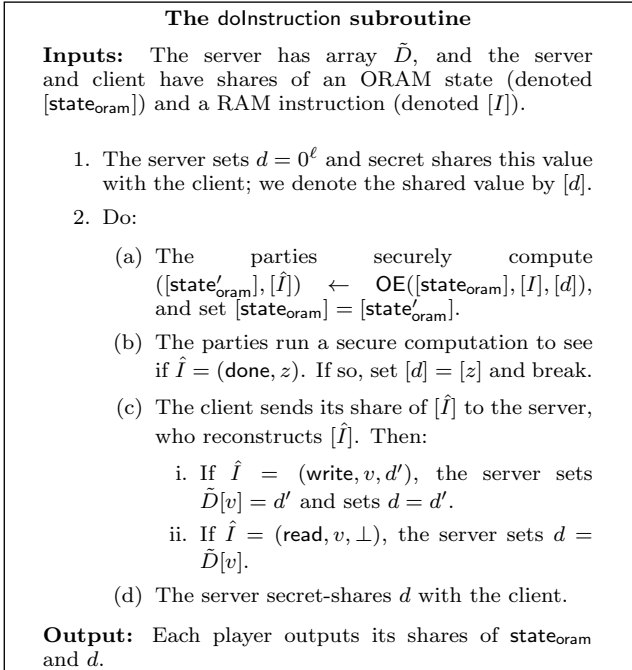 The doInstruction subroutine
Inputs: The server has array D̃, and the server
and client have shares of an ORAM state (denoted
[state_oram]) and a RAM instruction (denoted [I]).
1. The server sets d = 0^ℓ and secret shares this value
with the client; we denote the shared value by [d].
2. Do:
(a) The parties securely compute
([state′_oram], [Î]) ← OE([state_oram], [I], [d]),
and set [state_oram] = [state′_oram].
(b) The parties run a secure computation to see
if Î = (done, z). If so, set [d] = [z] and break.
(c) The client sends its share of [Î] to the server,
who reconstructs [Î]. Then:
i. If Î = (write, v, d′), the server sets
D̃[v] = d′ and sets d = d′.
ii. If Î = (read, v, ⊥), the server sets d =
D̃[v].
(d) The server secret-shares d with the client.
Output: Each player outputs its shares of state_oram
and d.